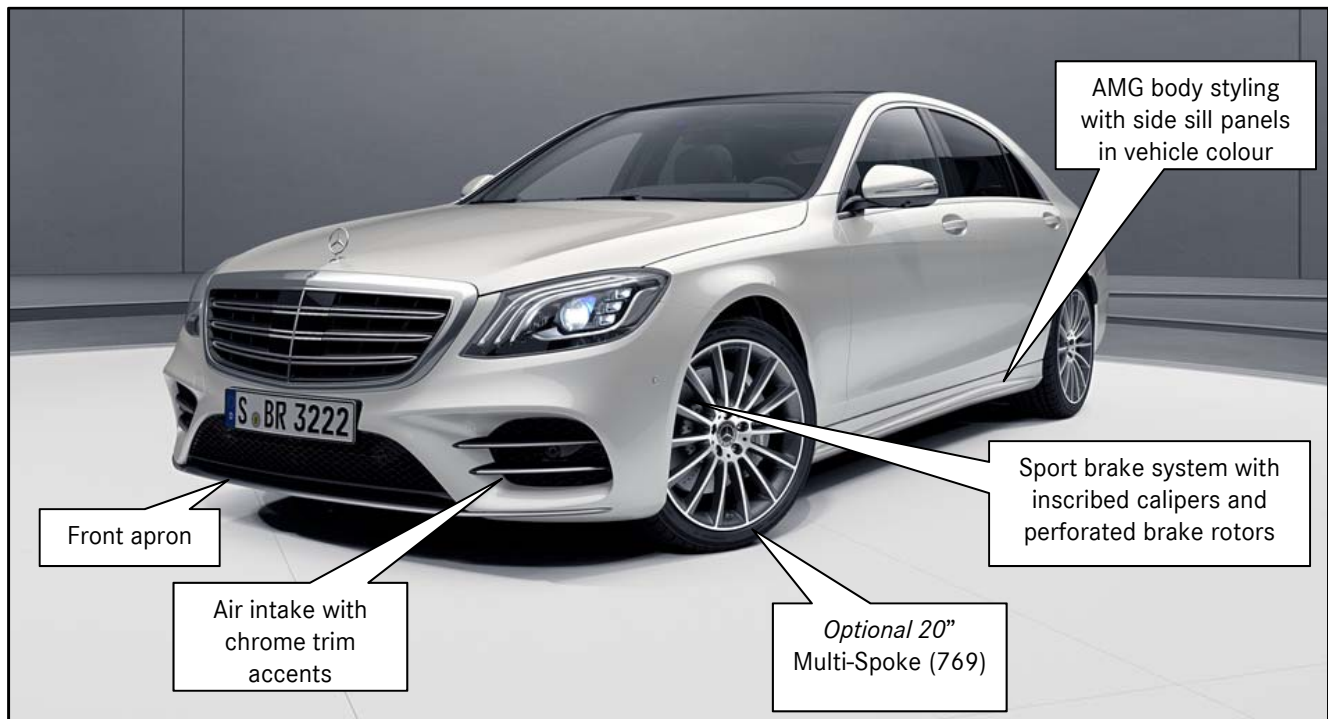 AMG body styling
with side sill panels
in vehicle colour
S BR 3222
Sport brake system with
inscribed calipers and
perforated brake rotors
Front apron
Air intake with
chrome trim
accents
Optional 20”
Multi-Spoke (769)